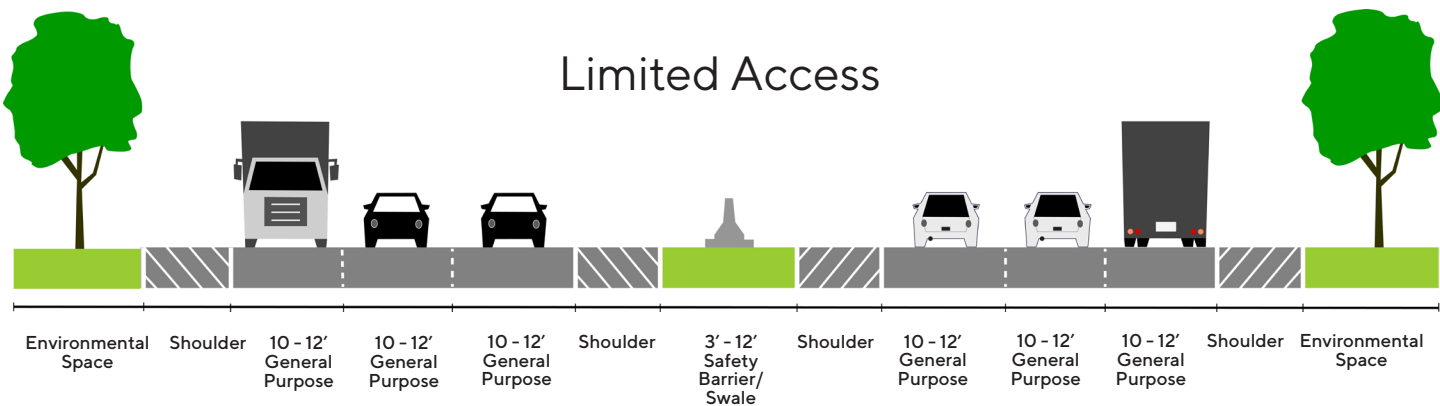 Limited Access
Environmental
Space
Shoulder
10 - 12'
General
Purpose
10 - 12'
General
Purpose
10 - 12'
General
Purpose
Shoulder
3' - 12'
Safety
Barrier/
Swale
Shoulder
10 - 12'
General
Purpose
10 - 12'
General
Purpose
10 - 12'
General
Purpose
Shoulder
Environmental
Space